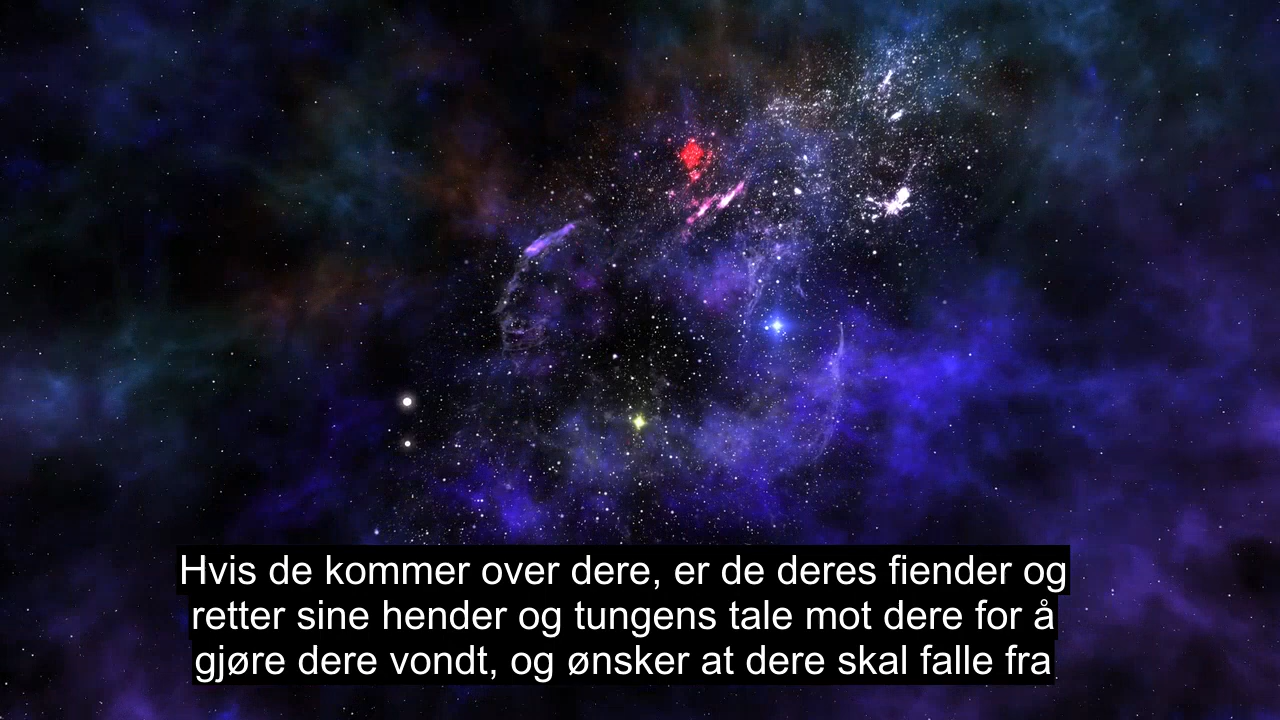 Hvis de kommer over dere, er de deres fiender og
retter sine hender og tungens tale mot dere for å
gjøre dere vondt, og ønsker at dere skal falle fra